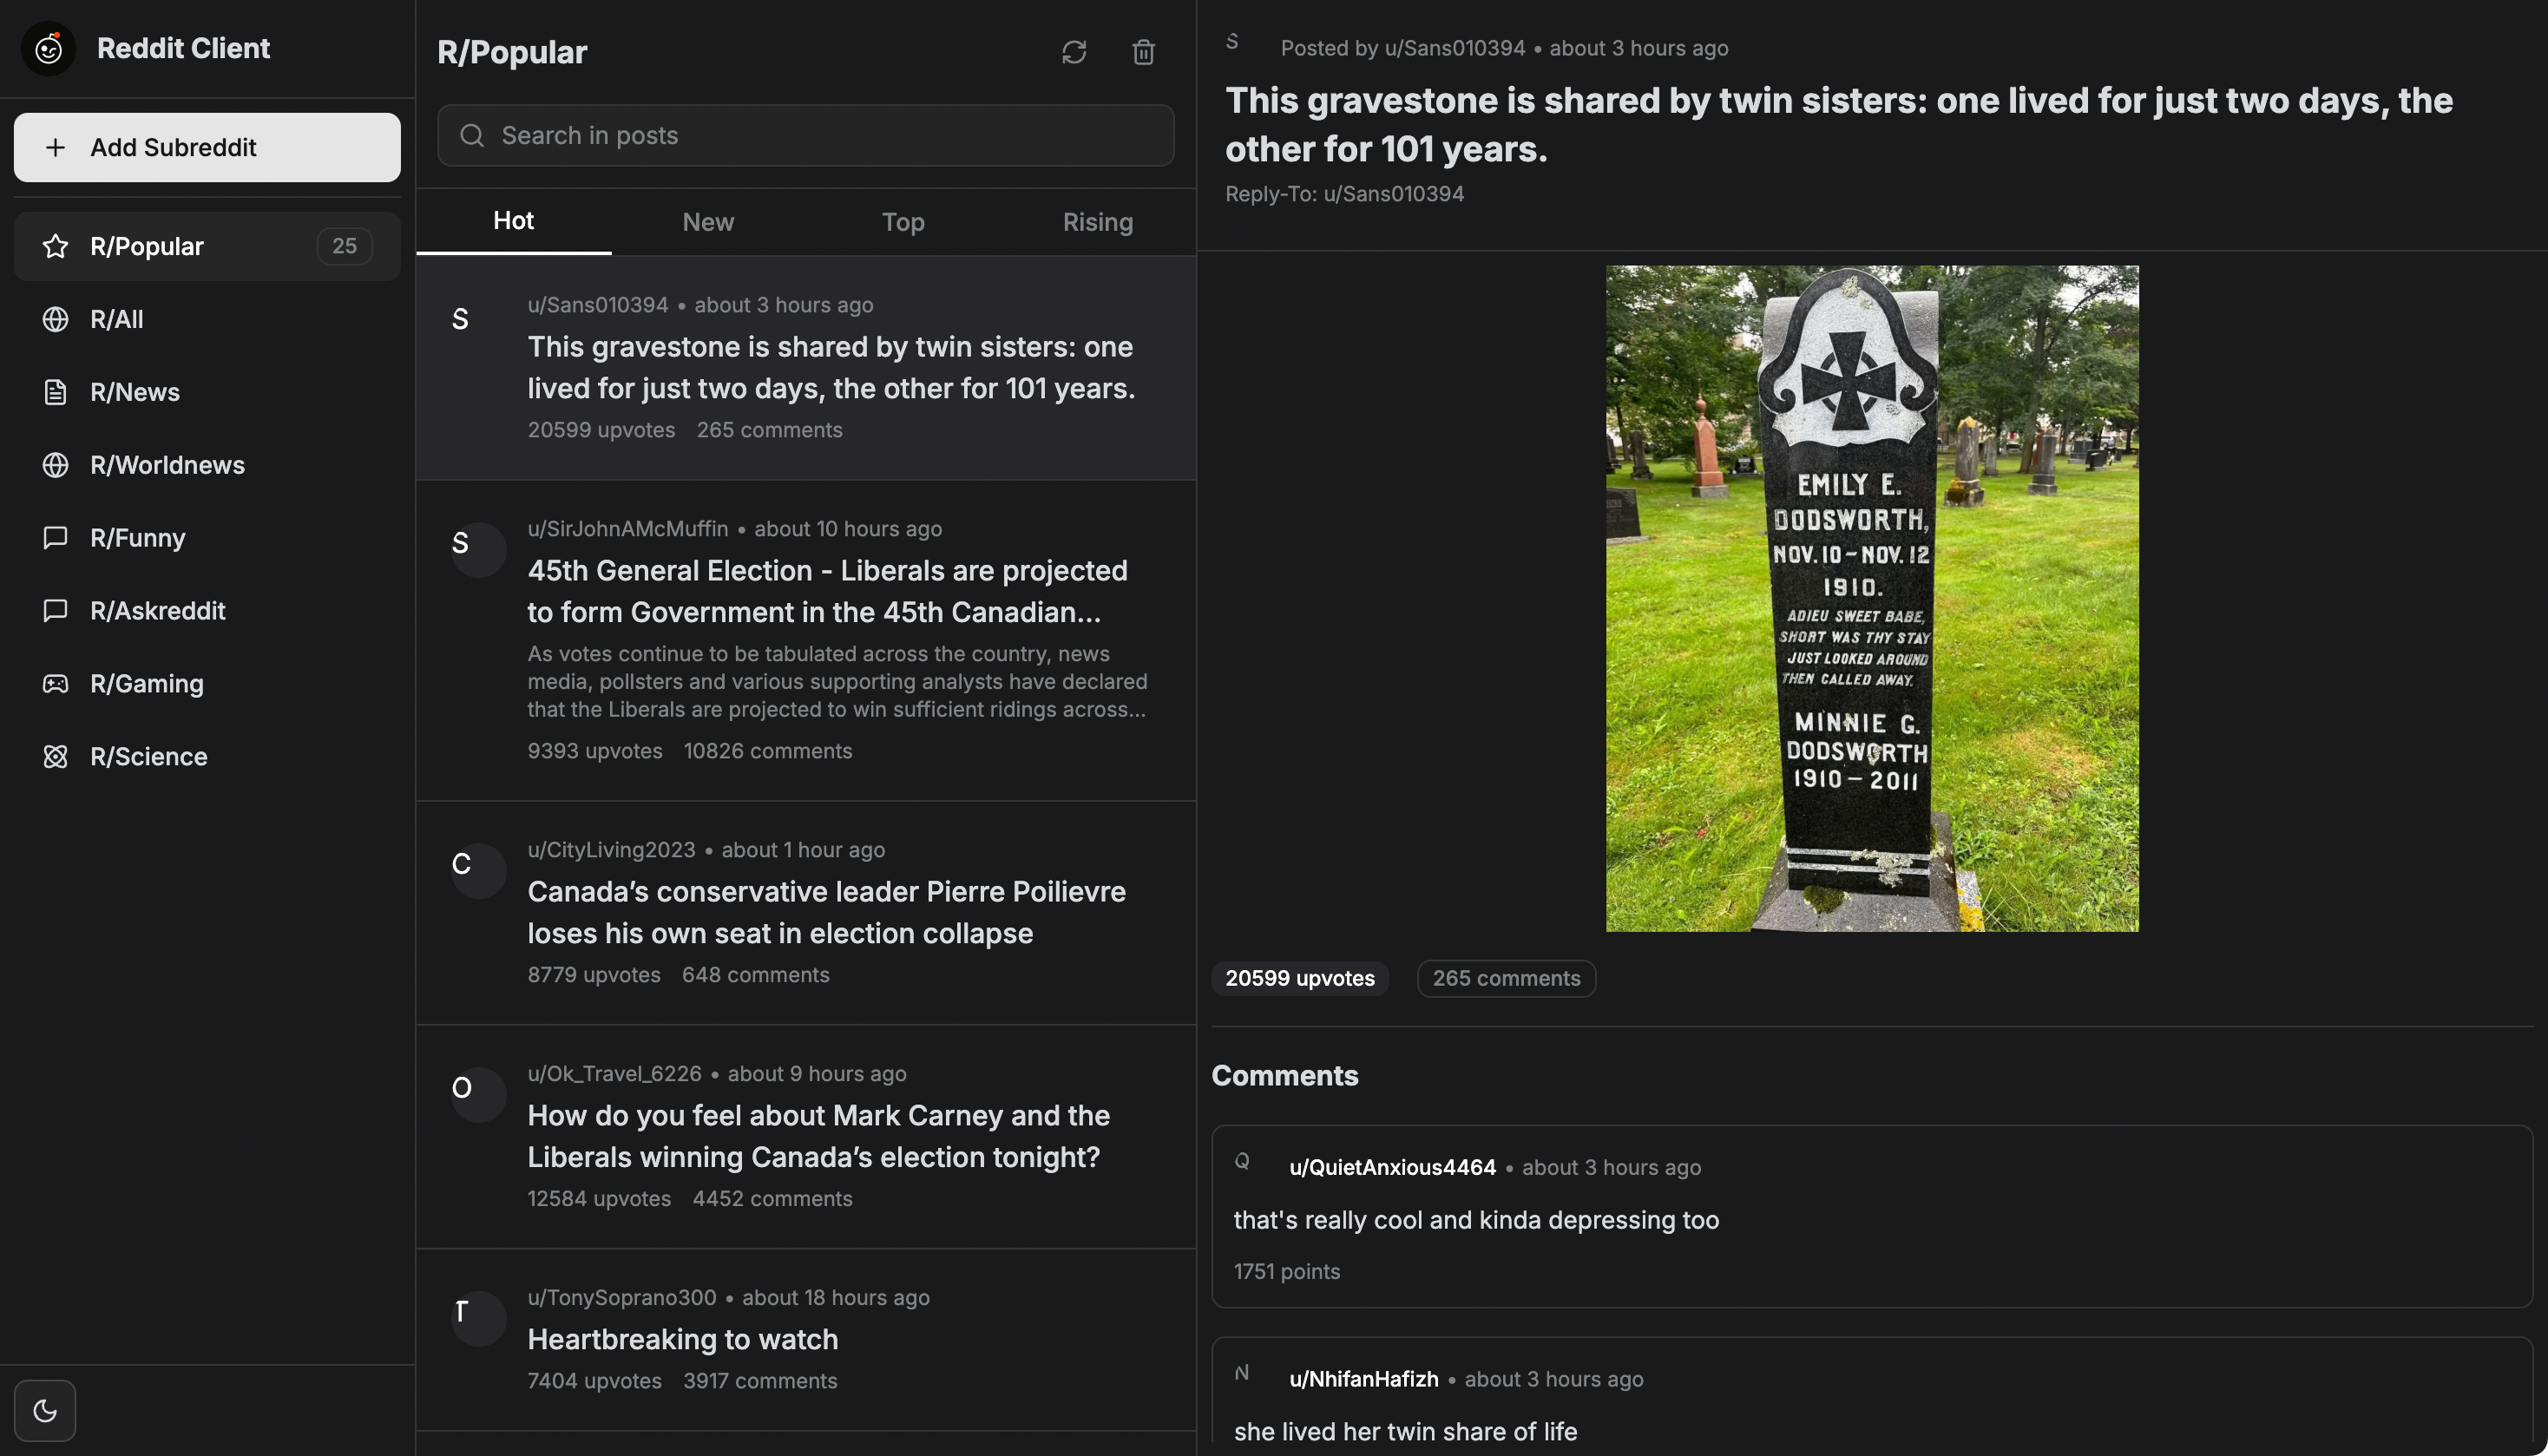 Reddit Client
Add Subreddit
R/Popular 25
R/All
R/News
R/Worldnews
R/Funny
R/Askreddit
R/Gaming
R/Science
R/Popular
Search in posts
Hot New Top Rising
S
u/Sans010394 • about 3 hours ago
This gravestone is shared by twin sisters: one
lived for just two days, the other for 101 years.
20599 upvotes 265 comments
S
u/SirJohnAMcMuffin • about 10 hours ago
45th General Election - Liberals are projected
to form Government in the 45th Canadian...
As votes continue to be tabulated across the country, news
media, pollsters and various supporting analysts have declared
that the Liberals are projected to win sufficient ridings across...
9393 upvotes 10826 comments
C
u/CityLiving2023 • about 1 hour ago
Canada’s conservative leader Pierre Poilievre
loses his own seat in election collapse
8779 upvotes 648 comments
O
u/Ok_Travel_6226 • about 9 hours ago
How do you feel about Mark Carney and the
Liberals winning Canada’s election tonight?
12584 upvotes 4452 comments
T
u/TonySoprano300 • about 18 hours ago
Heartbreaking to watch
7404 upvotes 3917 comments
S
Posted by u/Sans010394 • about 3 hours ago
This gravestone is shared by twin sisters: one lived for just two days, the
other for 101 years.
Reply-To: u/Sans010394
EMILY E.
DODSWORTH,
NOV. 10 – NOV. 12
1910.
ADIEU SWEET BABE,
SHORT WAS THY STAY
JUST LOOKED AROUND
THEN CALLED AWAY.
MINNIE G.
DODSWORTH
1910 – 2011
20599 upvotes 265 comments
Comments
Q
u/QuietAnxious4464 • about 3 hours ago
that's really cool and kinda depressing too
1751 points
N
u/NhifanHafizh • about 3 hours ago
she lived her twin share of life